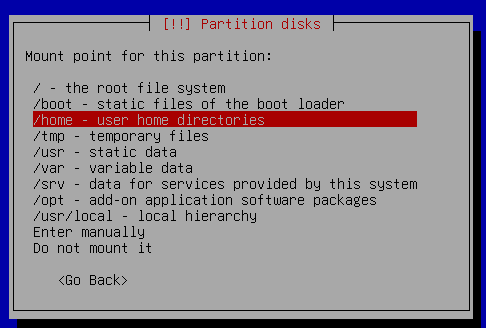 [!!] Partition disks
Mount point for this partition:
/ - the root file system
/boot - static files of the boot loader
/home - user home directories
/tmp - temporary files
/usr - static data
/var - variable data
/srv - data for services provided by this system
/opt - add-on application software packages
/usr/local - local hierarchy
Enter manually
Do not mount it
<Go Back>